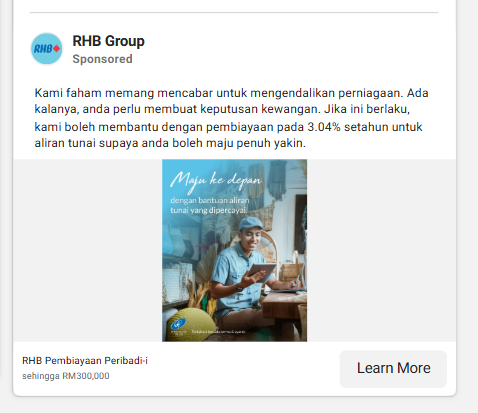 RHB
RHB Group
Sponsored
Kami faham memang mencabar untuk mengendalikan perniagaan. Ada
kalanya, anda perlu membuat keputusan kewangan. Jika ini berlaku,
kami boleh membantu dengan pembiayaan pada 3.04% setahun untuk
aliran tunai supaya anda boleh maju penuh yakin.
Maju ke depan
dengan bantuan aliran
tunai yang dipercayai.
RHB Pembiayaan Peribadi-i
sehingga RM300,000
Learn More